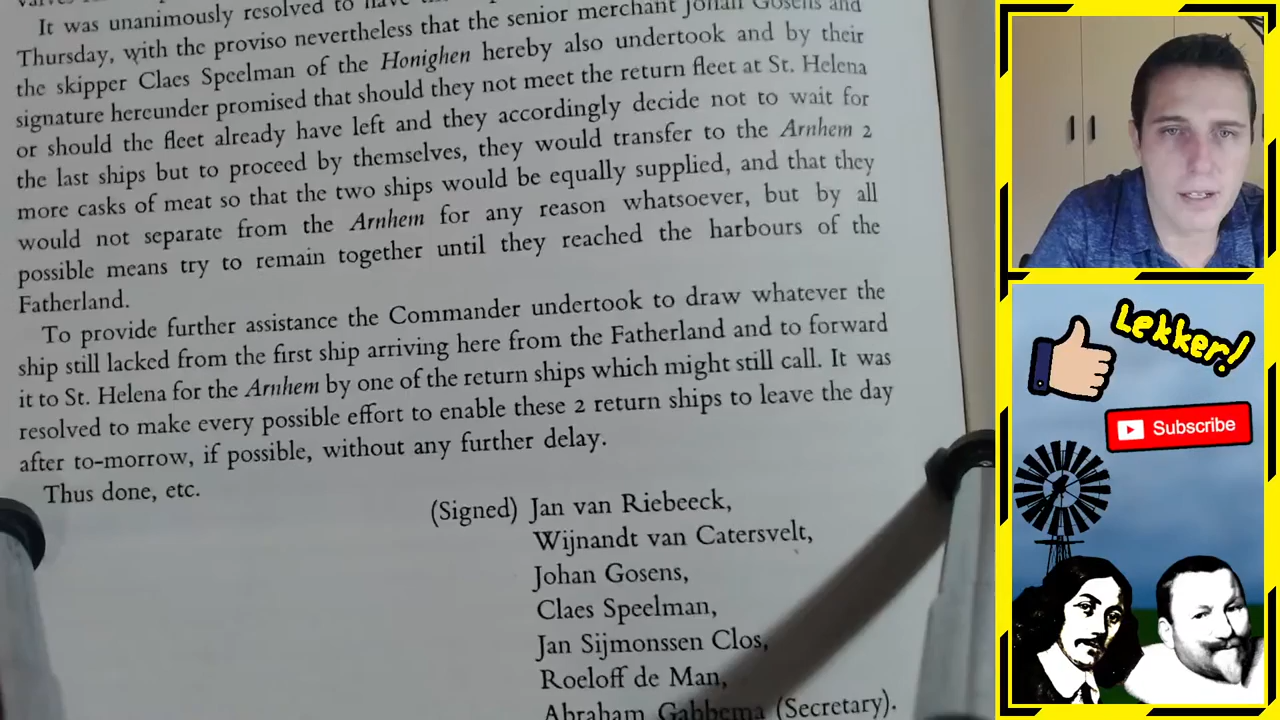 It was unanimously resolved to have
Thursday, with the proviso nevertheless that the senior merchant Johan Gosens and
the skipper Claes Speelman of the Honighen hereby also undertook and by their
signature hereunder promised that should they not meet the return fleet at St. Helena
or should the fleet already have left and they accordingly decide not to wait for
the last ships but to proceed by themselves, they would transfer to the Arnhem 2
more casks of meat so that the two ships would be equally supplied, and that they
would not separate from the Arnhem for any reason whatsoever, but by all
possible means try to remain together until they reached the harbours of the
Fatherland.
To provide further assistance the Commander undertook to draw whatever the
ship still lacked from the first ship arriving here from the Fatherland and to forward
it to St. Helena for the Arnhem by one of the return ships which might still call. It was
resolved to make every possible effort to enable these 2 return ships to leave the day
after to-morrow, if possible, without any further delay.
Thus done, etc.
(Signed) Jan van Riebeeck,
Wijnandt van Catersvelt,
Johan Gosens,
Claes Speelman,
Jan Sijmonssen Clos,
Roeloff de Man,
Abraham Gabbema (Secretary).
Lekker!
Subscribe